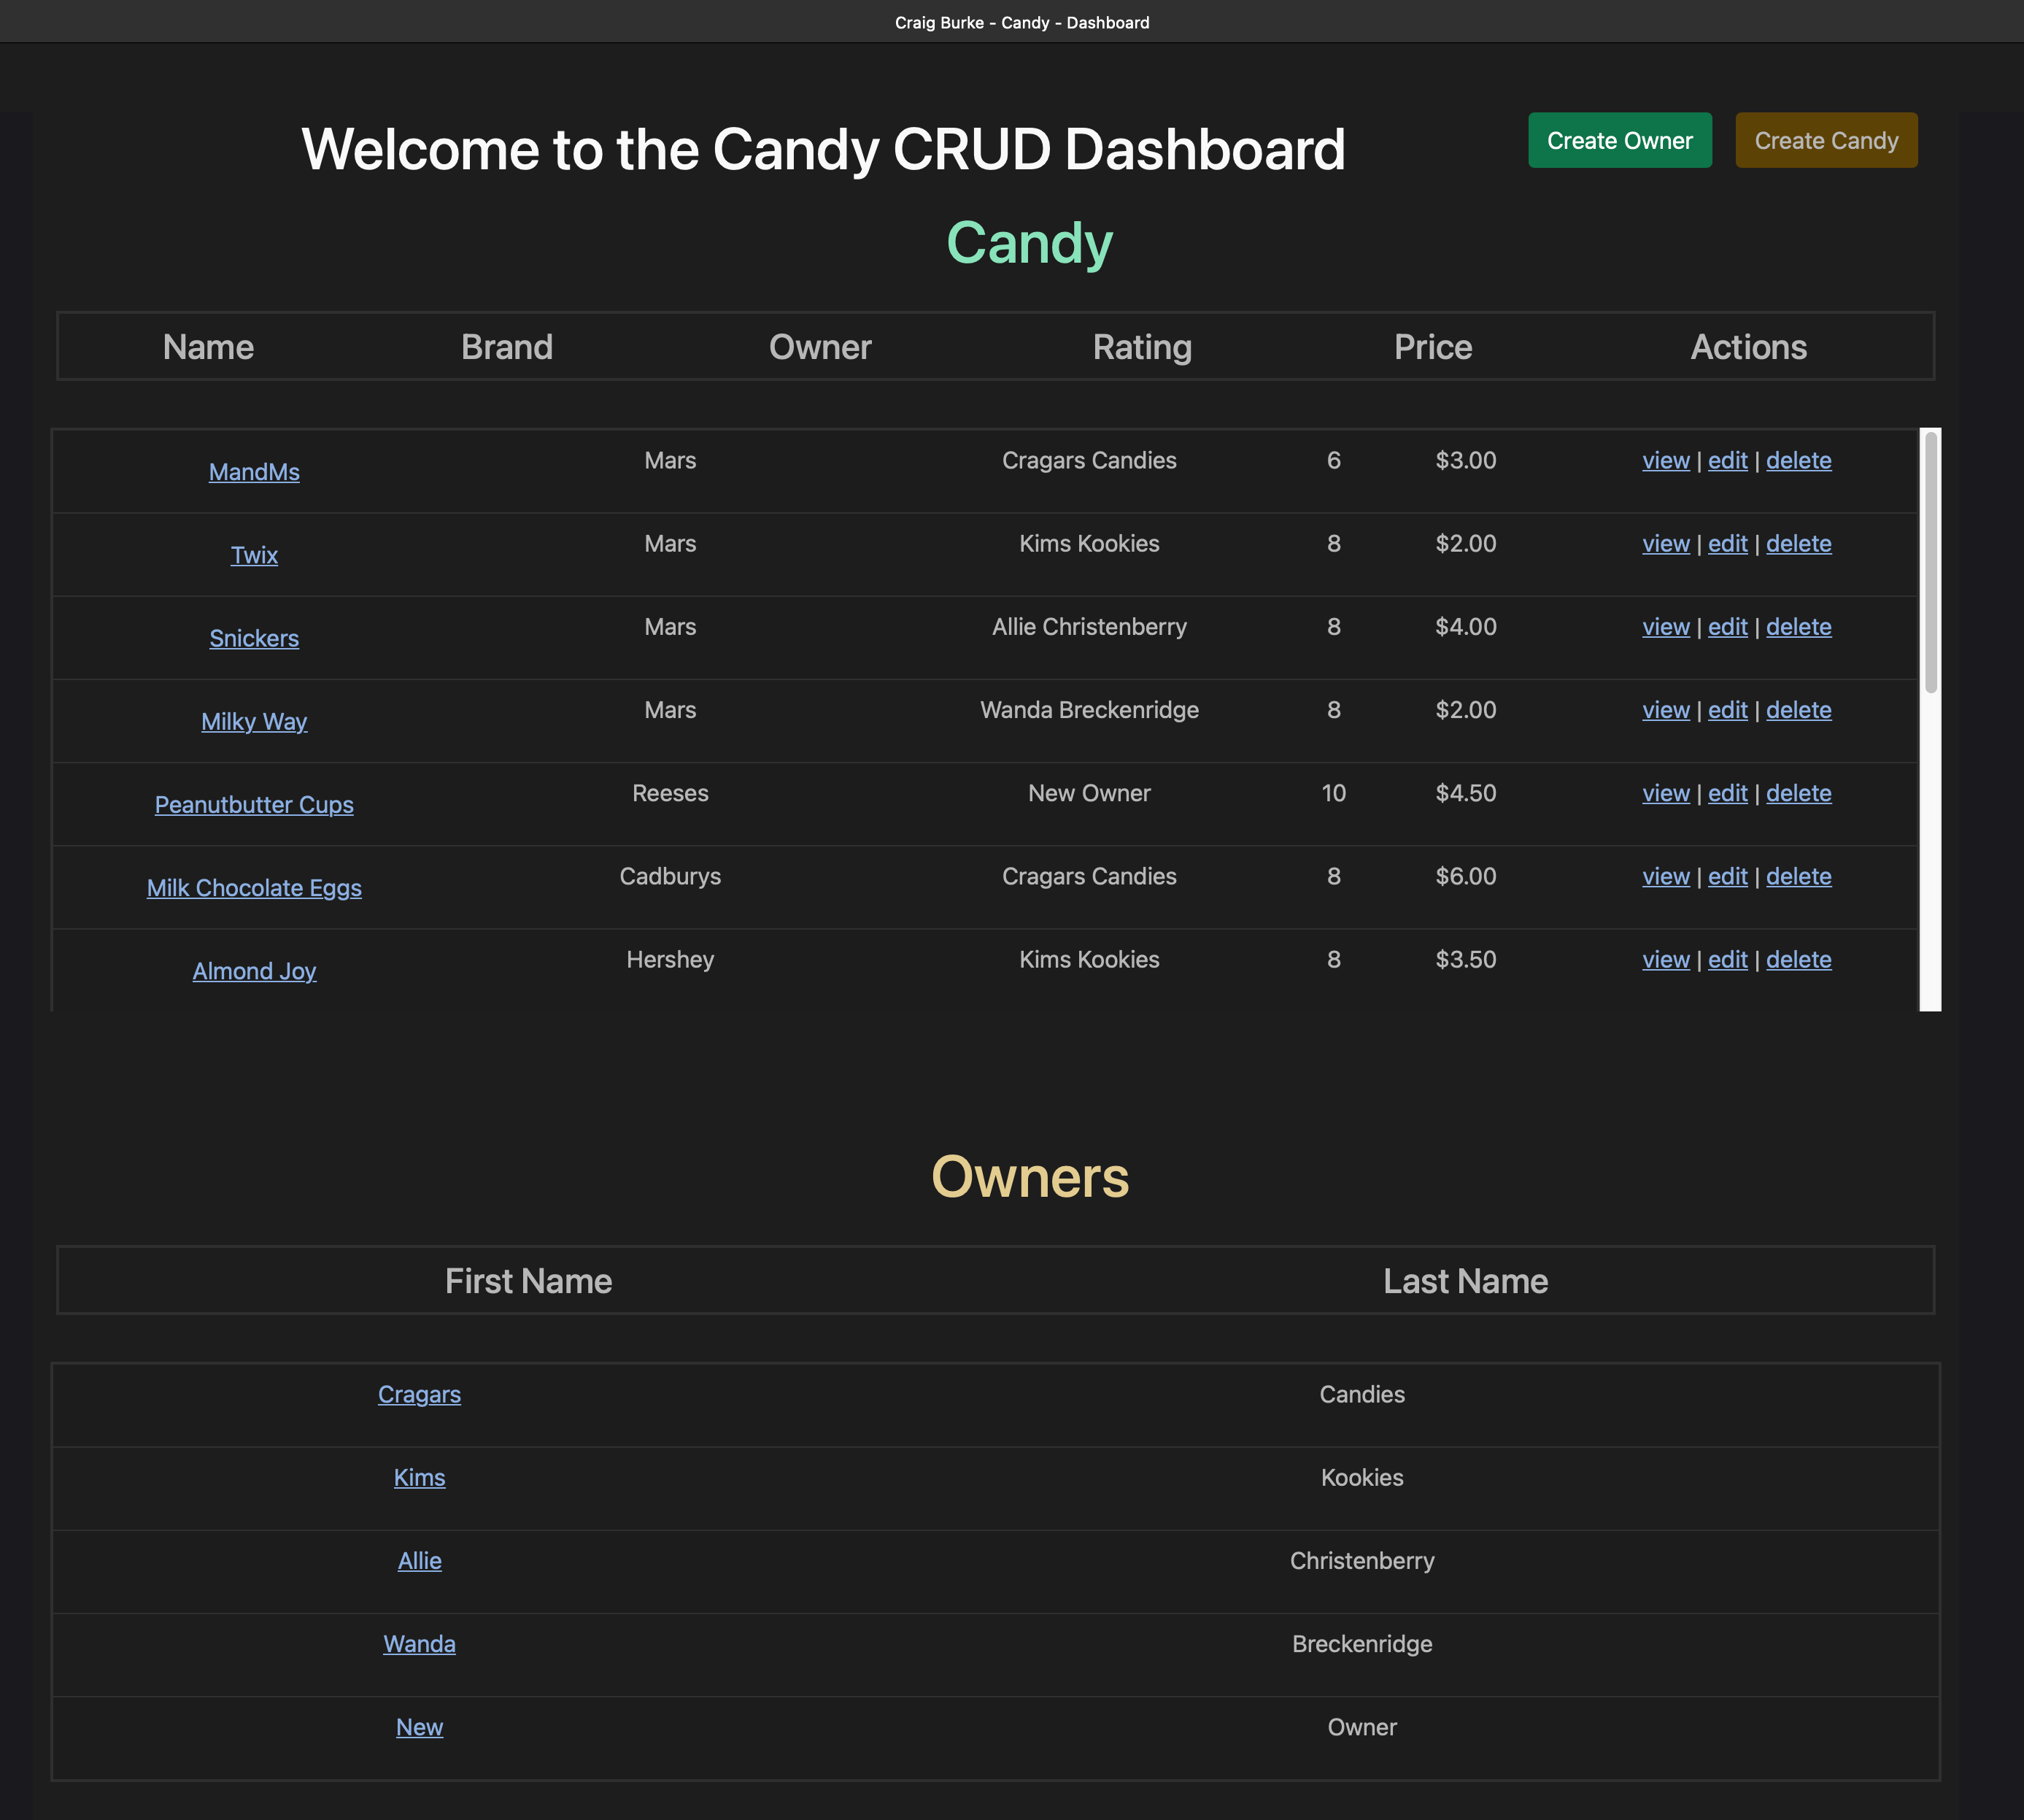 Craig Burke - Candy - Dashboard
Welcome to the Candy CRUD Dashboard
Create Owner Create Candy
Candy
Name Brand Owner Rating Price Actions
MandMs Mars Cragars Candies 6 $3.00 view | edit | delete
Twix Mars Kims Kookies 8 $2.00 view | edit | delete
Snickers Mars Allie Christenberry 8 $4.00 view | edit | delete
Milky Way Mars Wanda Breckenridge 8 $2.00 view | edit | delete
Peanutbutter Cups Reeses New Owner 10 $4.50 view | edit | delete
Milk Chocolate Eggs Cadburys Cragars Candies 8 $6.00 view | edit | delete
Almond Joy Hershey Kims Kookies 8 $3.50 view | edit | delete
Owners
First Name Last Name
Cragars Candies
Kims Kookies
Allie Christenberry
Wanda Breckenridge
New Owner